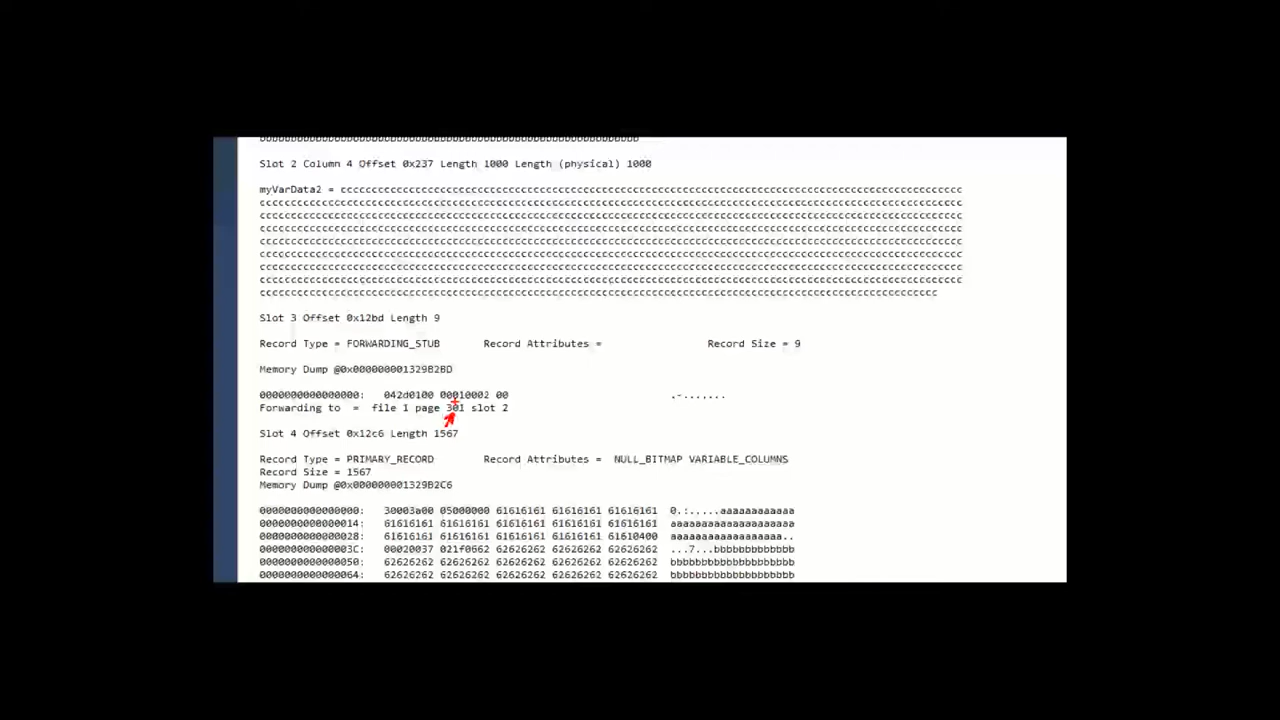 Slot 2 Column 4 Offset 0x237 Length 1000 Length (physical) 1000
myVarData2 = cccccccccccccccccccccccccccccccccccccccccccccccccccccccccccccccccccccccccccccccccccccccccccccccccccc
Slot 3 Offset 0x12bd Length 9
Record Type = FORWARDING_STUB Record Attributes = Record Size = 9
Memory Dump @0x000000001329B2BD
0000000000000000: 042d0100 00010002 00 .-.......
Forwarding to = file 1 page 301 slot 2
Slot 4 Offset 0x12c6 Length 1567
Record Type = PRIMARY_RECORD Record Attributes = NULL_BITMAP VARIABLE_COLUMNS
Record Size = 1567
Memory Dump @0x000000001329B2C6
0000000000000000: 30003a00 05000000 61616161 61616161 61616161 0.:.....aaaaaaaaaaaa
0000000000000014: 61616161 61616161 61616161 61616161 61616161 aaaaaaaaaaaaaaaaaaaa
0000000000000028: 61616161 61616161 61616161 61616161 61610400 aaaaaaaaaaaaaaaaaa..
000000000000003C: 00020037 021f0662 62626262 62626262 62626262 ...7...bbbbbbbbbbbbb
0000000000000050: 62626262 62626262 62626262 62626262 62626262 bbbbbbbbbbbbbbbbbbbb
0000000000000064: 62626262 62626262 62626262 62626262 62626262 bbbbbbbbbbbbbbbbbbbb